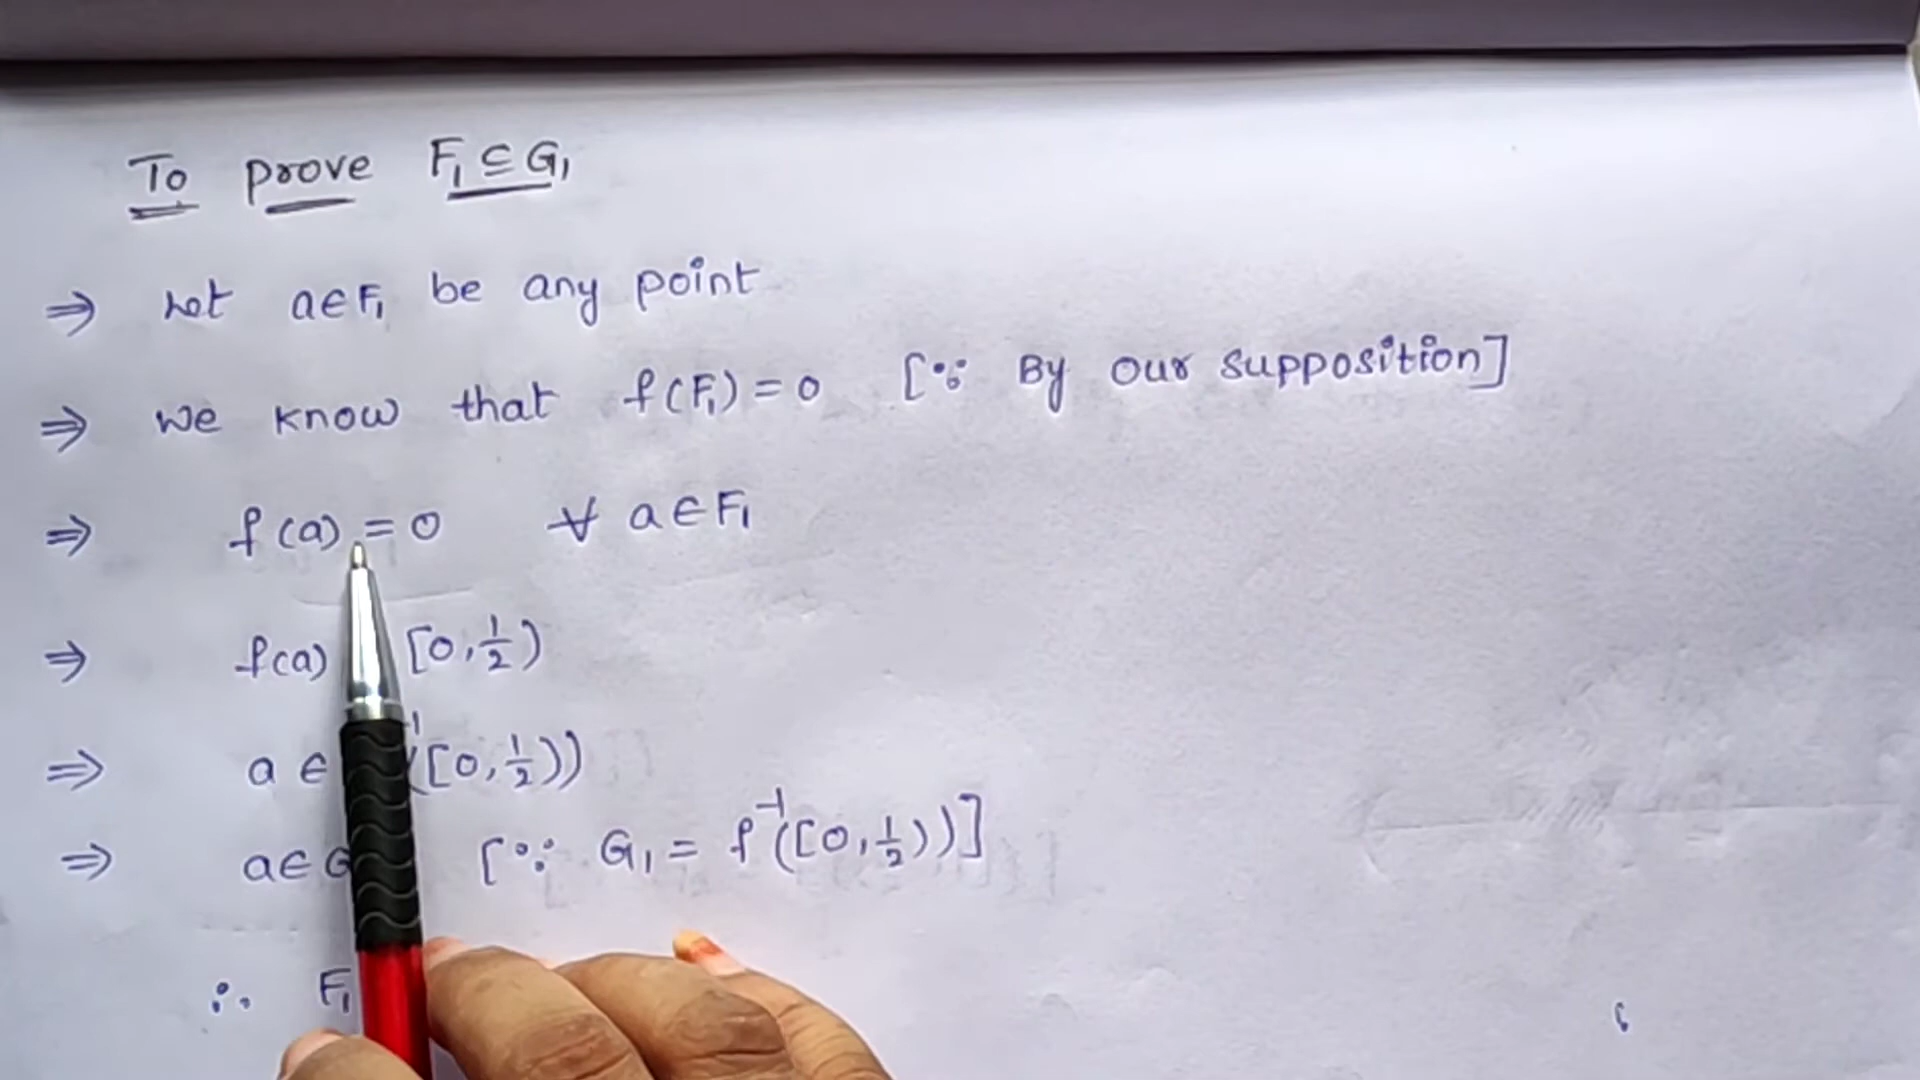 To prove F₁ ⊆ G₁
⇒ Let a∈F₁ be any point
⇒ We know that f(F₁) = 0 [∵ By our supposition]
⇒ f(a) = 0 ∀ a∈F₁
⇒ f(a) [0, 1/2)
⇒ a ∈ ⁻¹([0, 1/2))
⇒ a∈G [∵ G₁ = f⁻¹([0, 1/2))]
∴ F₁